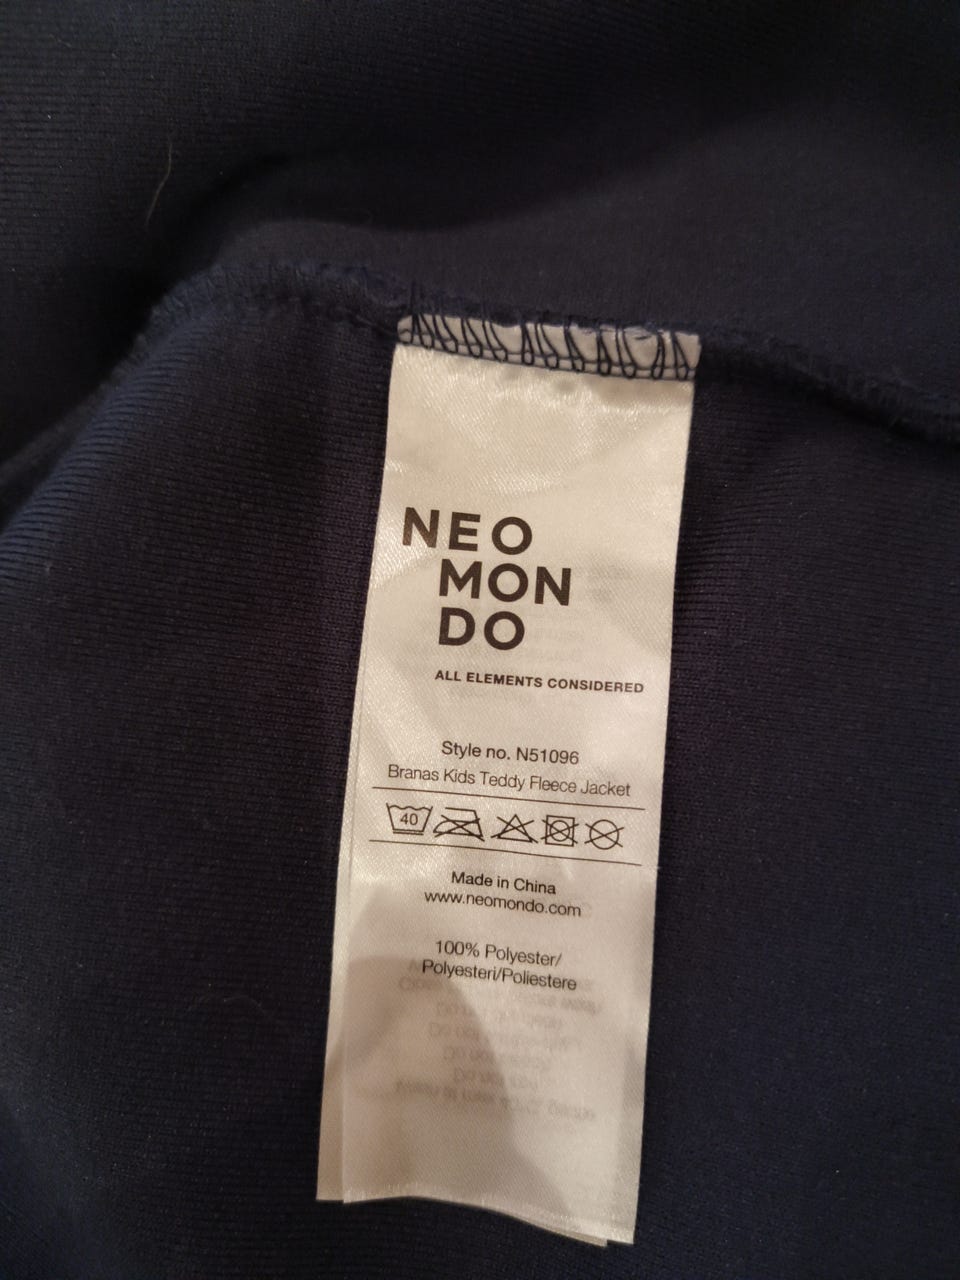 NEO
MON
DO
ALL ELEMENTS CONSIDERED
Style no. N51096
Branas Kids Teddy Fleece Jacket
40
Made in China
www.neomondo.com
100% Polyester/
Polyesteri/Poliestere